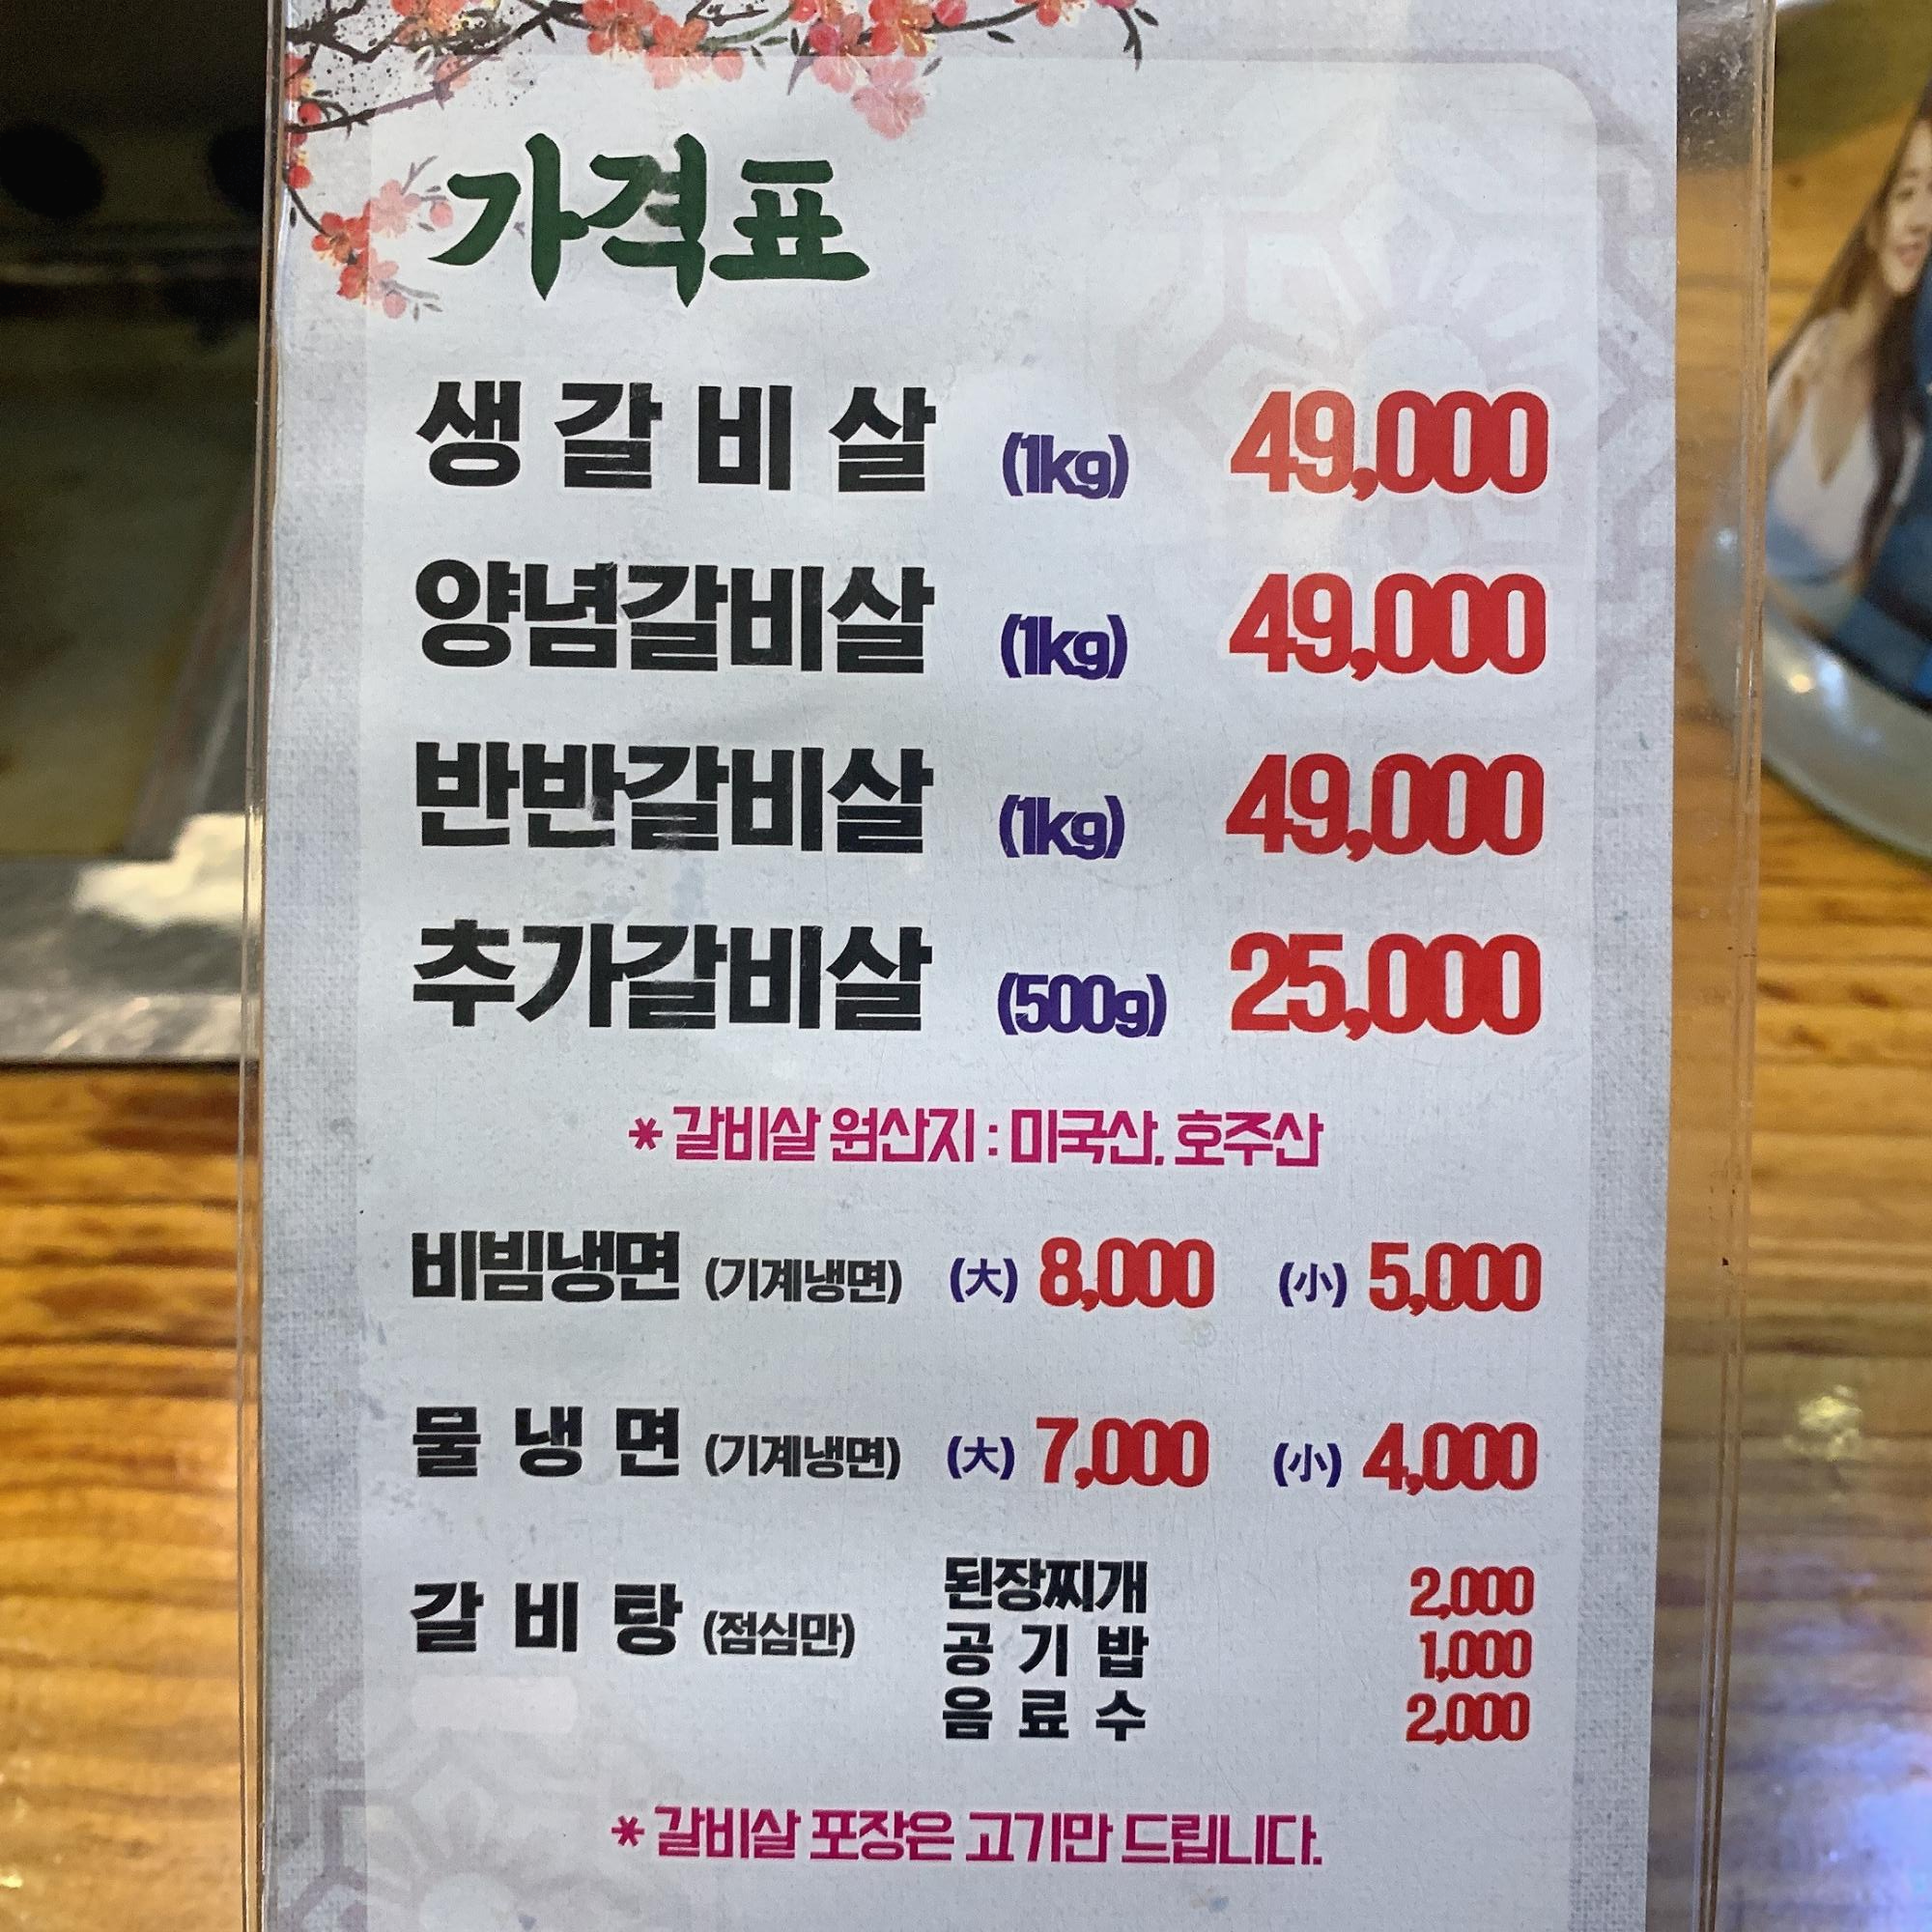 가격표
생갈비살 (1kg) 49,000
양념갈비살 (1kg) 49,000
반반갈비살 (1kg) 49,000
추가갈비살 (500g) 25,000
* 갈비살 원산지 : 미국산, 호주산
비빔냉면 (기계냉면) (大) 8,000 (小) 5,000
물냉면 (기계냉면) (大) 7,000 (小) 4,000
갈비탕 (점심만)
된장찌개 2,000
공기밥 1,000
음료수 2,000
* 갈비살 포장은 고기만 드립니다.